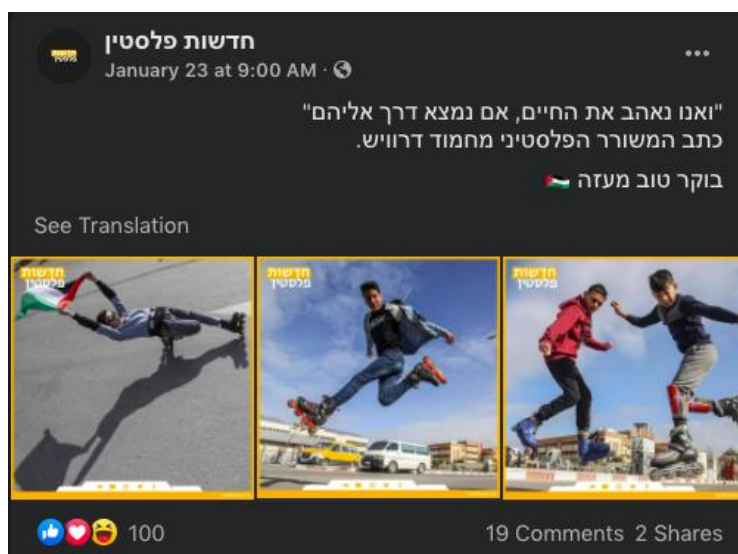 חדשות פלסטין
January 23 at 9:00 AM ·
"ואנו נאהב את החיים, אם נמצא דרך אליהם"
כתב המשורר הפלסטיני מחמוד דרוויש.
בוקר טוב מעזה 🇵🇸
See Translation
חדשות
פלסטין
חדשות
פלסטין
חדשות
פלסטין
100
19 Comments 2 Shares